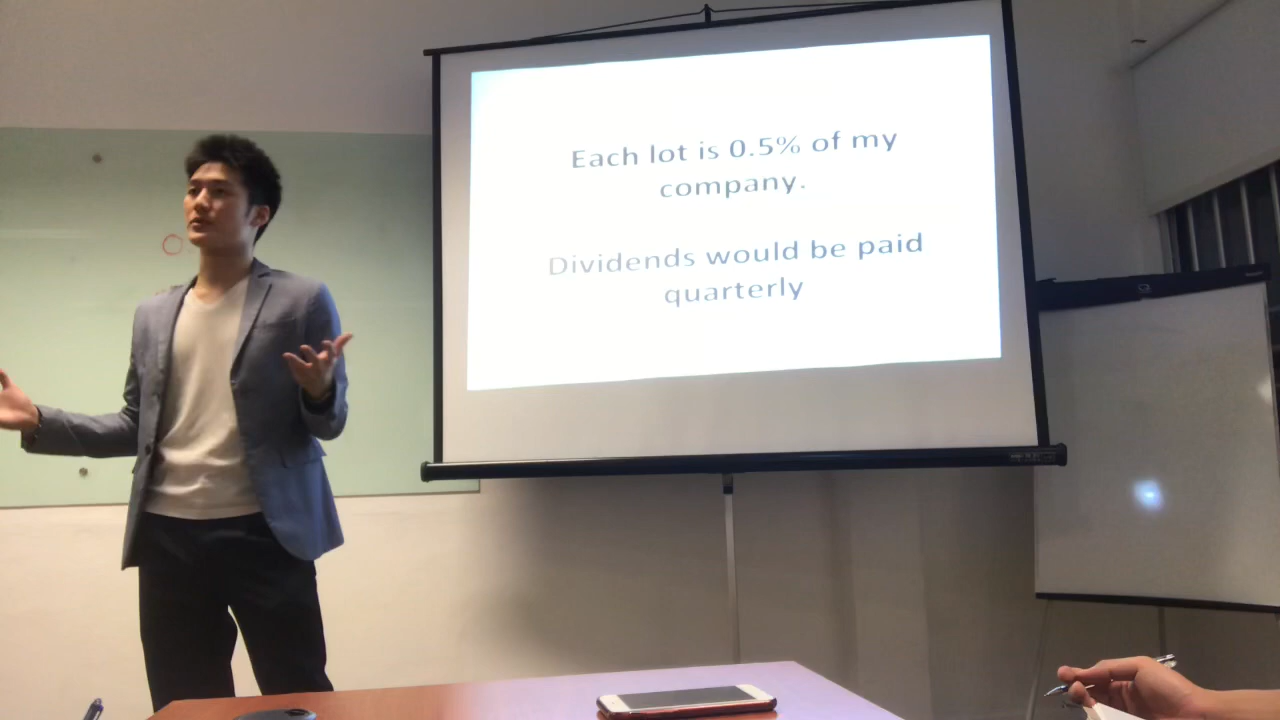 Each lot is 0.5% of my
company.
Dividends would be paid
quarterly